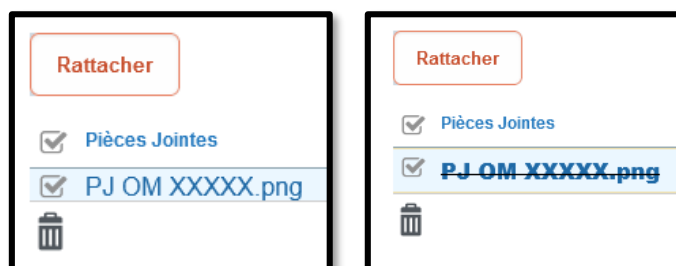 Rattacher
Pièces Jointes
PJ OM XXXXX.png
Rattacher
Pièces Jointes
PJ OM XXXXX.png